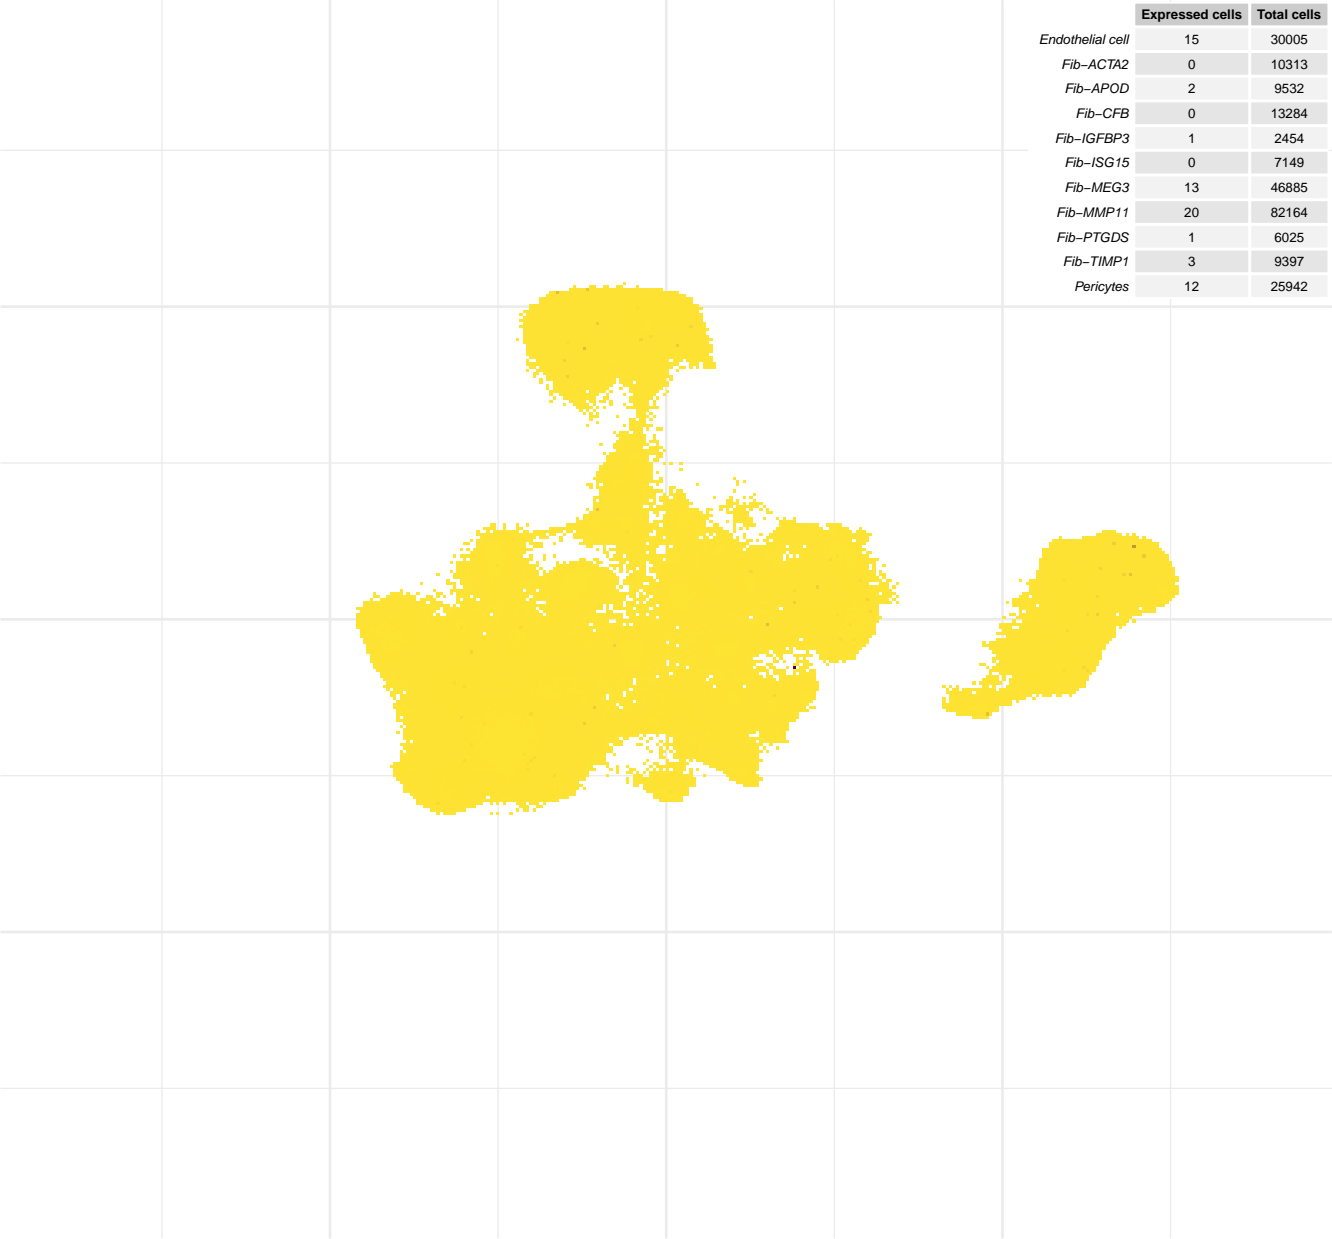 Expressed cells Total cells
Endothelial cell 15 30005
Fib−ACTA2 0 10313
Fib−APOD 2 9532
Fib−CFB 0 13284
Fib−IGFBP3 1 2454
Fib−ISG15 0 7149
Fib−MEG3 13 46885
Fib−MMP11 20 82164
Fib−PTGDS 1 6025
Fib−TIMP1 3 9397
Pericytes 12 25942